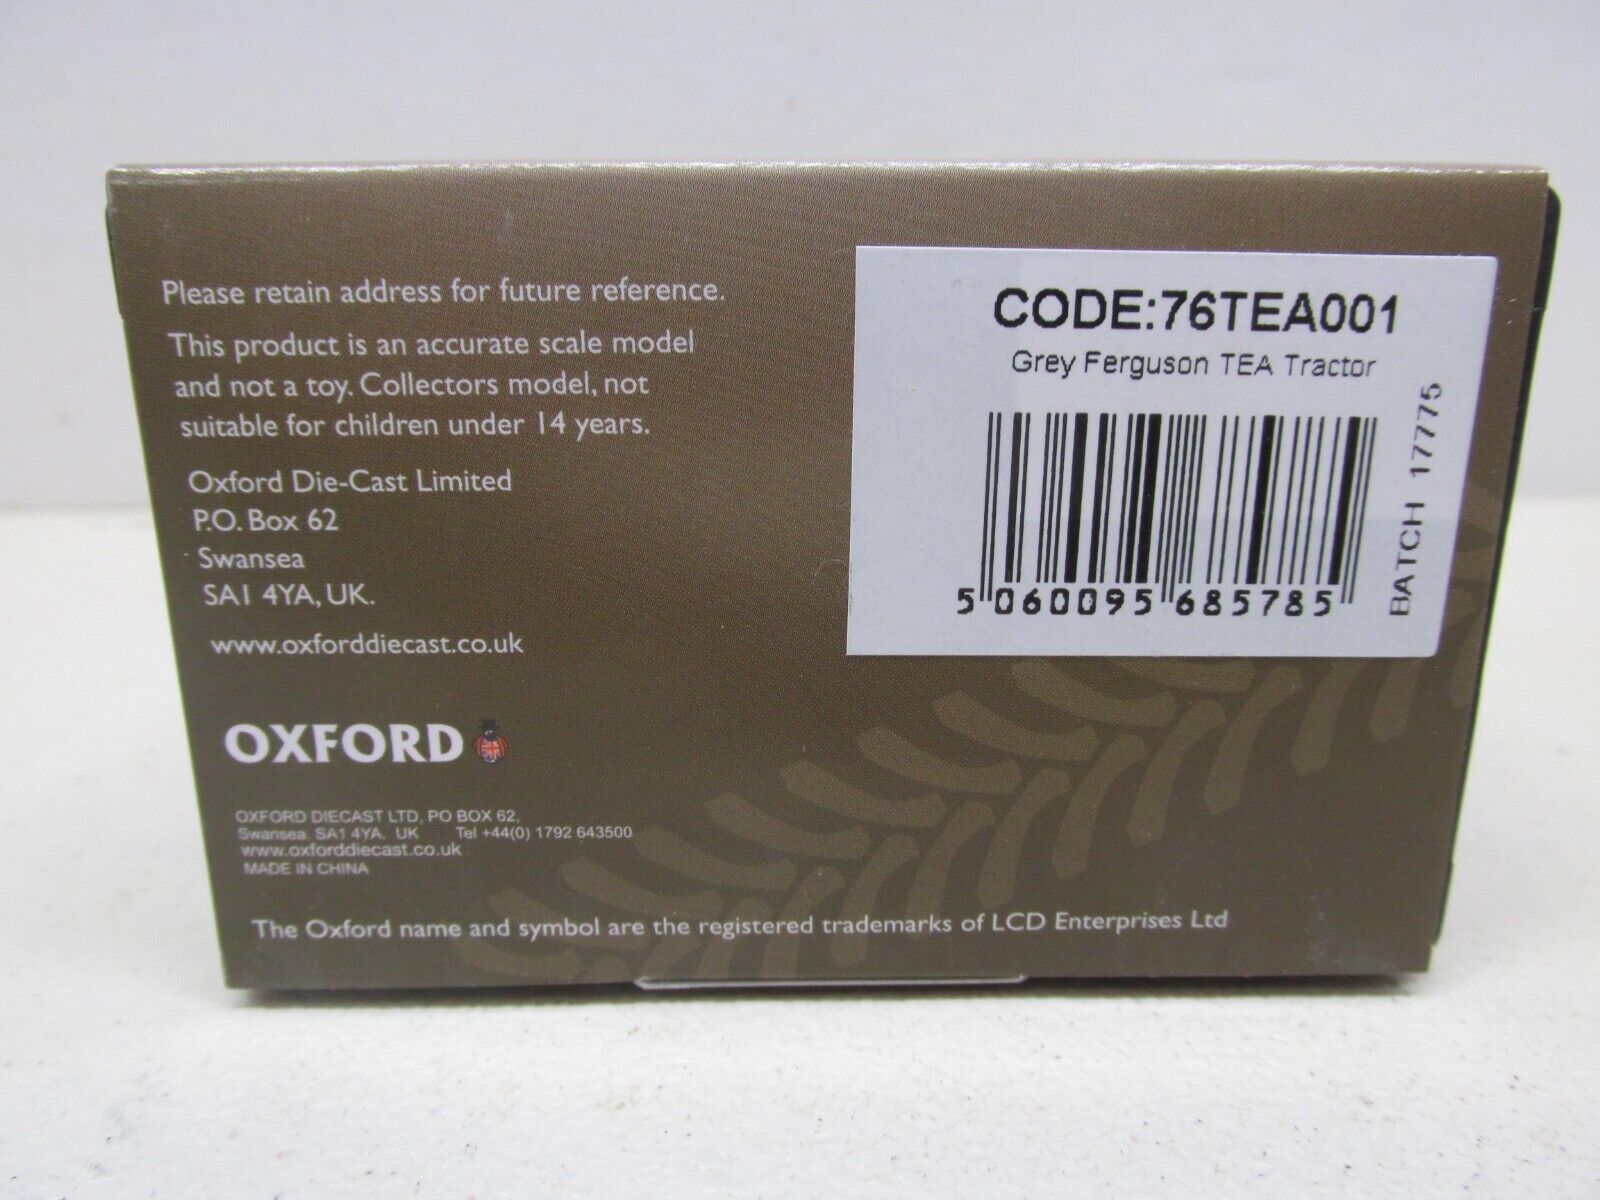 Please retain address for future reference.
This product is an accurate scale model
and not a toy. Collectors model, not
suitable for children under 14 years.
Oxford Die-Cast Limited
P.O. Box 62
Swansea
SA1 4YA, UK.
www.oxforddiecast.co.uk
OXFORD
OXFORD DIECAST LTD, PO BOX 62,
Swansea. SA1 4YA. UK Tel +44(0) 1792 643500
www.oxforddiecast.co.uk
MADE IN CHINA
The Oxford name and symbol are the registered trademarks of LCD Enterprises Ltd
CODE:76TEA001
Grey Ferguson TEA Tractor
5 060095 685785
BATCH 17775